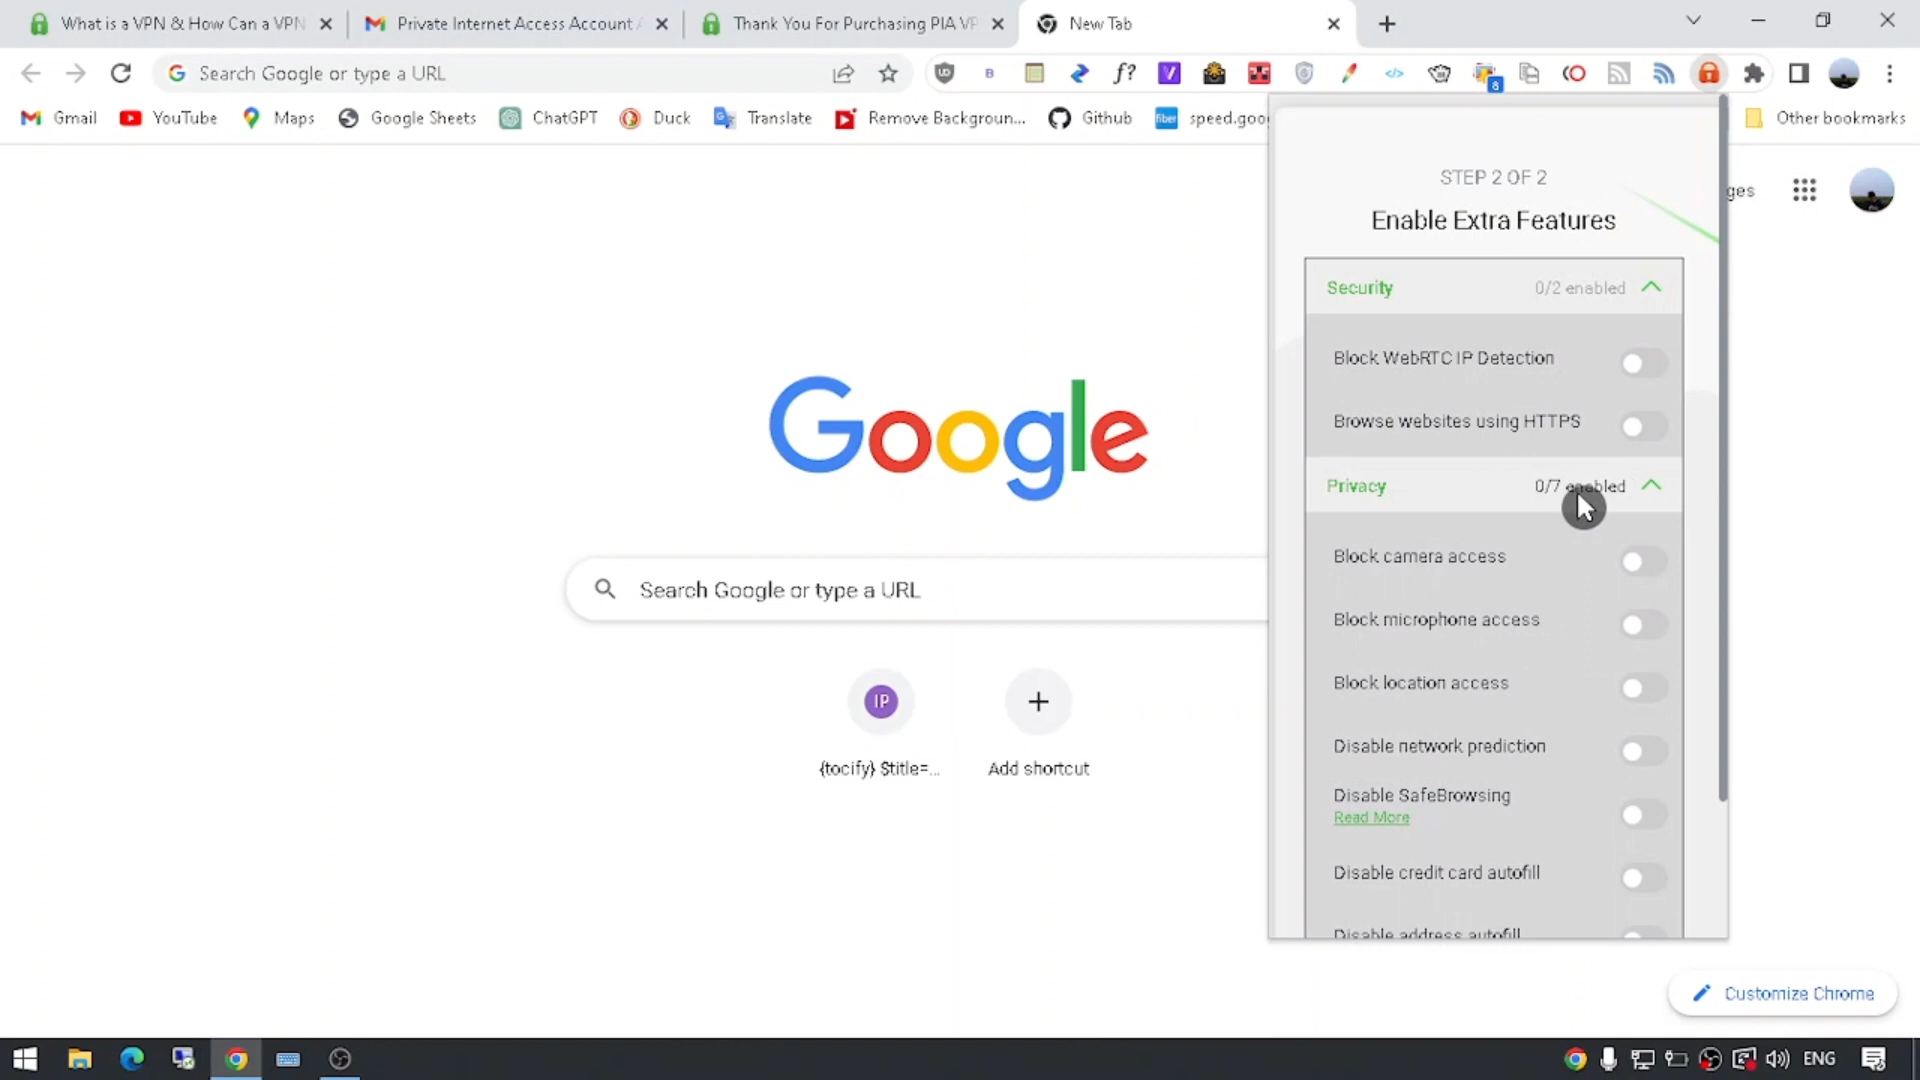 What is a VPN & How Can a VPN
Private Internet Access Account A
Thank You For Purchasing PIA VP
New Tab
Search Google or type a URL
UD
B
f?
V
</>
8
Gmail
YouTube
Maps
Google Sheets
ChatGPT
Duck
Translate
Remove Backgroun...
Github
fiber
speed.goo
Other bookmarks
ges
STEP 2 OF 2
Enable Extra Features
Security
0/2 enabled
Block WebRTC IP Detection
Browse websites using HTTPS
Privacy
0/7 enabled
Block camera access
Block microphone access
Block location access
Disable network prediction
Disable SafeBrowsing
Read More
Disable credit card autofill
Disable address autofill
Google
Search Google or type a URL
IP
{tocify} $title=...
Add shortcut
Customize Chrome
ENG